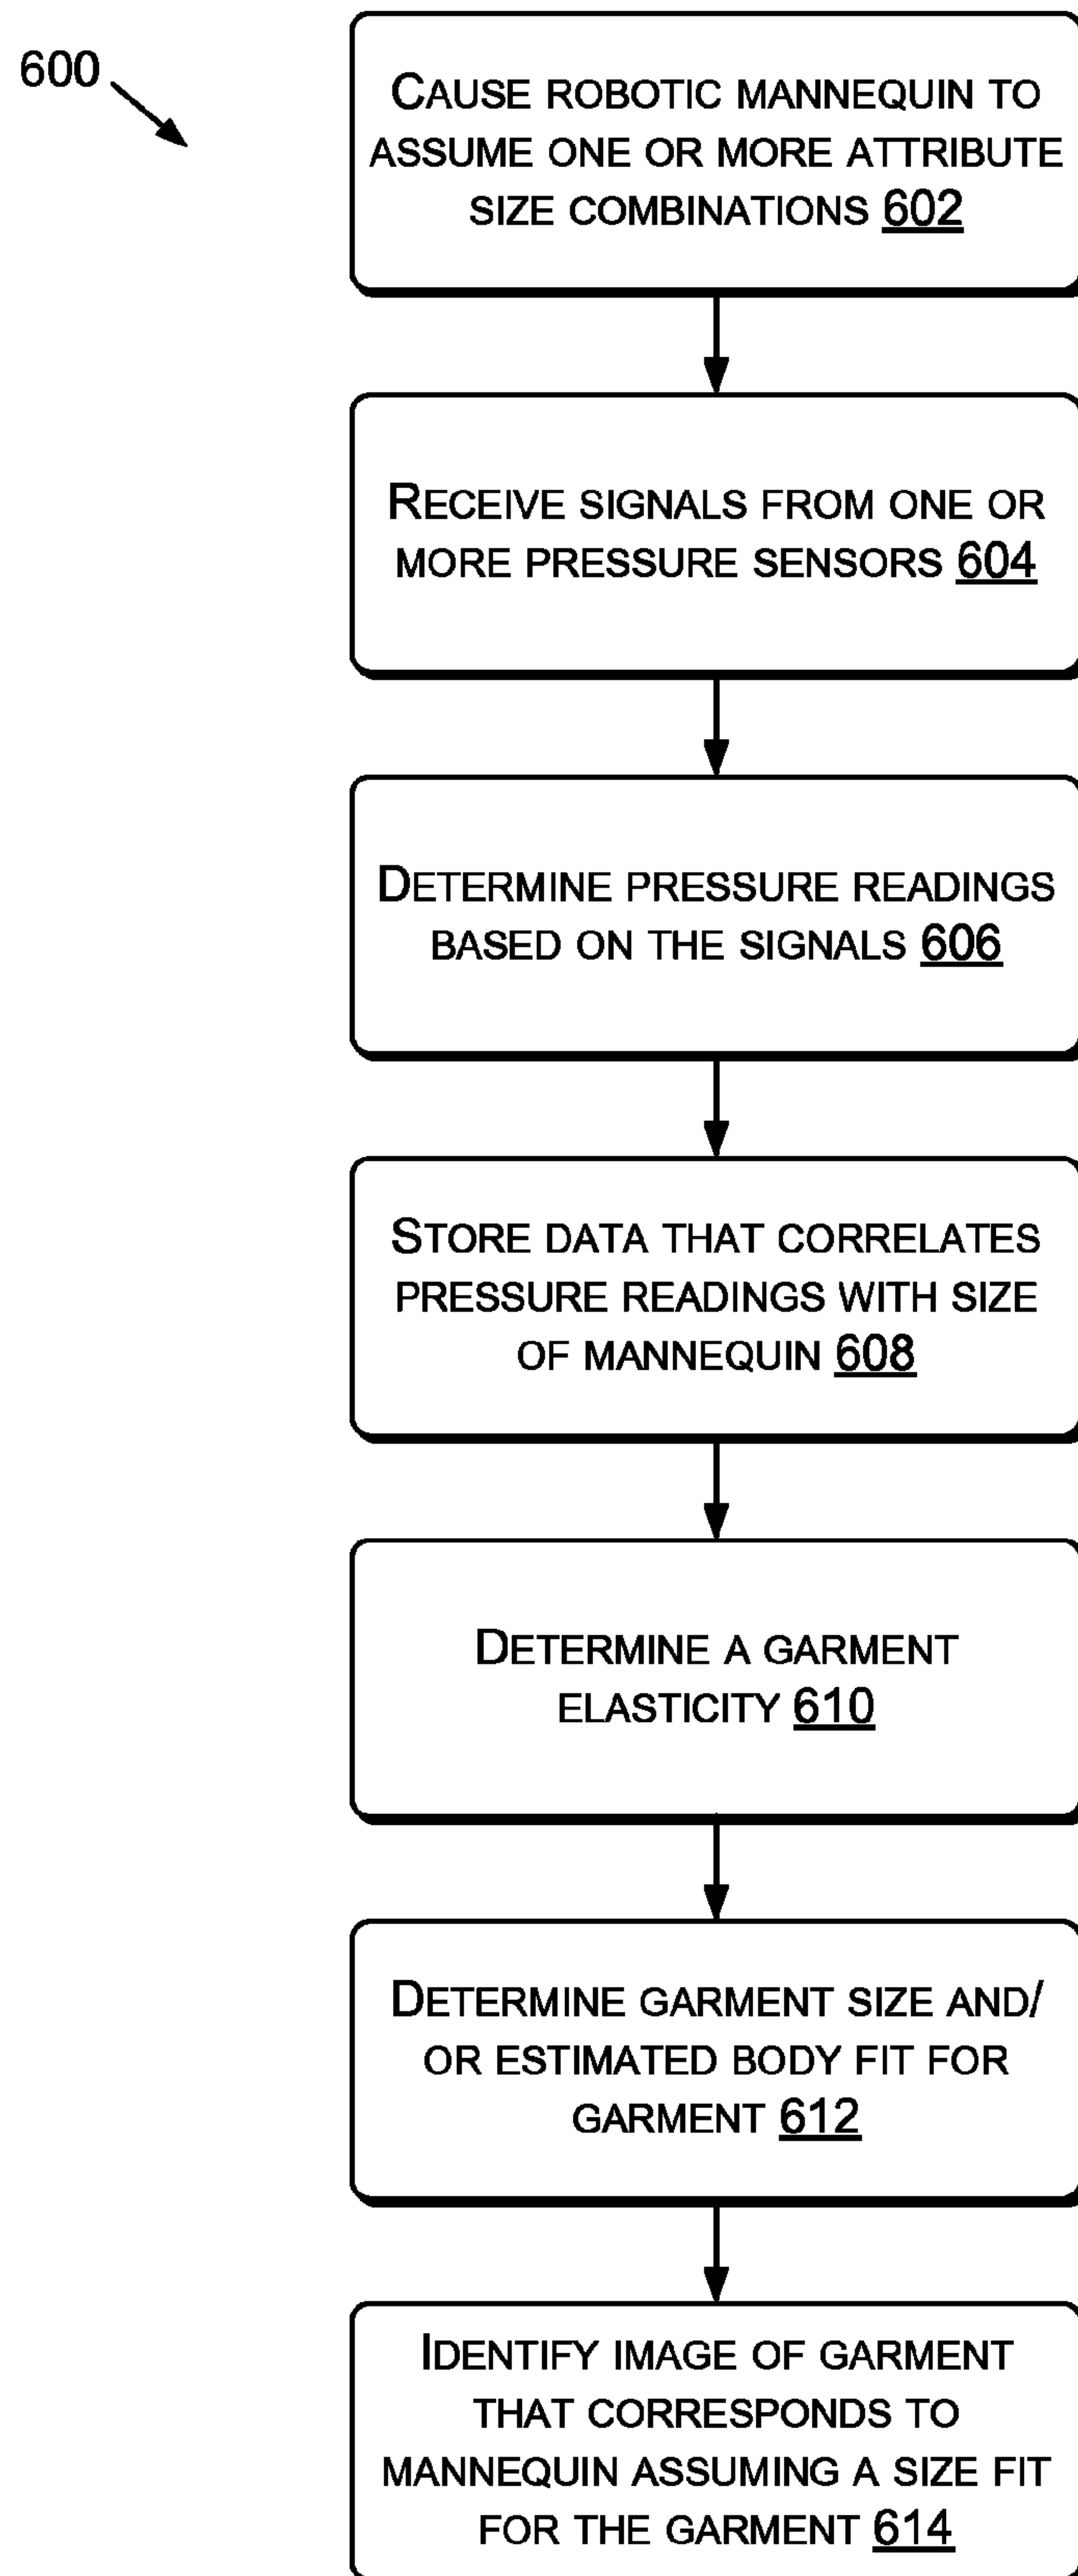 600
CAUSE ROBOTIC MANNEQUIN TO
ASSUME ONE OR MORE ATTRIBUTE
SIZE COMBINATIONS 602
RECEIVE SIGNALS FROM ONE OR
MORE PRESSURE SENSORS 604
DETERMINE PRESSURE READINGS
BASED ON THE SIGNALS 606
STORE DATA THAT CORRELATES
PRESSURE READINGS WITH SIZE
OF MANNEQUIN 608
DETERMINE A GARMENT
ELASTICITY 610
DETERMINE GARMENT SIZE AND/
OR ESTIMATED BODY FIT FOR
GARMENT 612
IDENTIFY IMAGE OF GARMENT
THAT CORRESPONDS TO
MANNEQUIN ASSUMING A SIZE FIT
FOR THE GARMENT 614